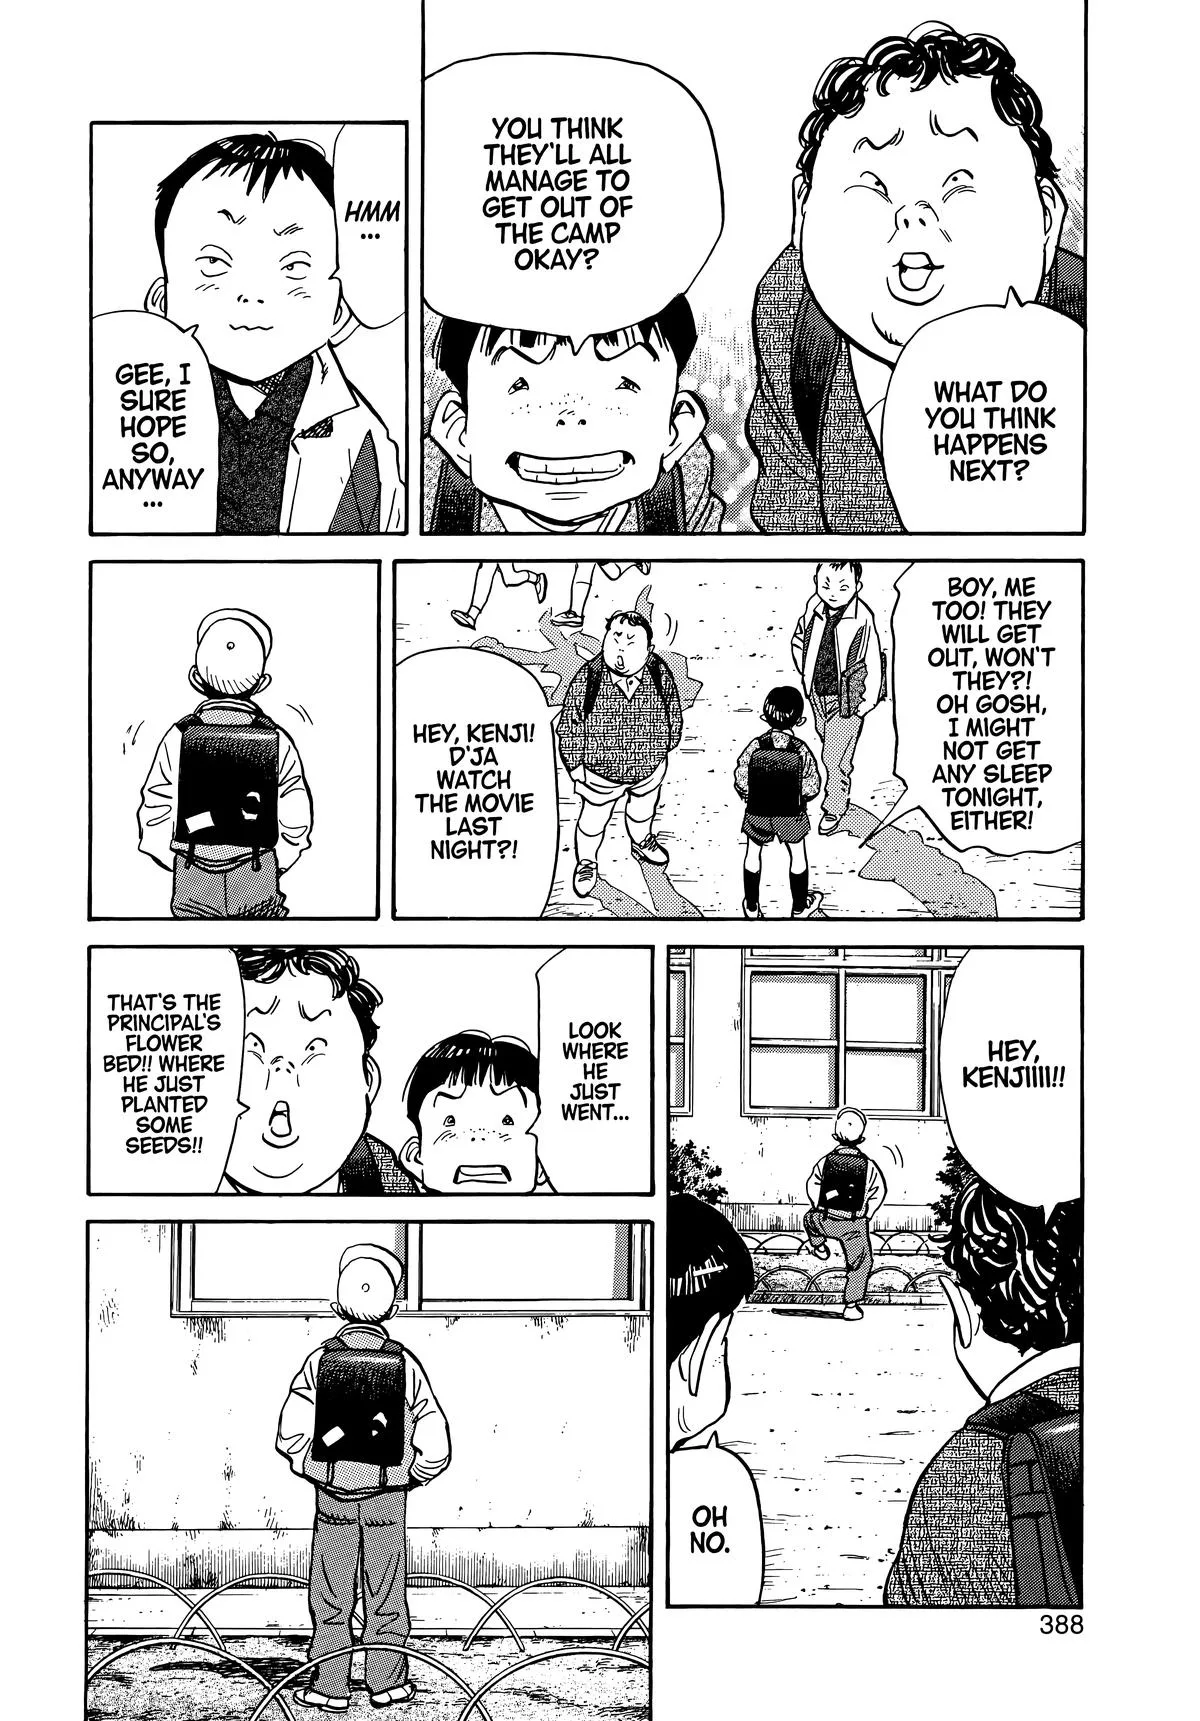 WHAT DO
YOU THINK
HAPPENS
NEXT?
YOU THINK
THEY'LL ALL
MANAGE TO
GET OUT OF
THE CAMP
OKAY?
HMM
...
GEE, I
SURE
HOPE
SO,
ANYWAY
...
BOY, ME
TOO! THEY
WILL GET
OUT, WON'T
THEY?!
OH GOSH,
I MIGHT
NOT GET
ANY SLEEP
TONIGHT,
EITHER!
HEY, KENJI!
D'JA
WATCH
THE MOVIE
LAST
NIGHT?!
HEY,
KENJIIII!!
OH
NO.
LOOK
WHERE
HE
JUST
WENT...
THAT'S THE
PRINCIPAL'S
FLOWER
BED!! WHERE
HE JUST
PLANTED
SOME
SEEDS!!
388